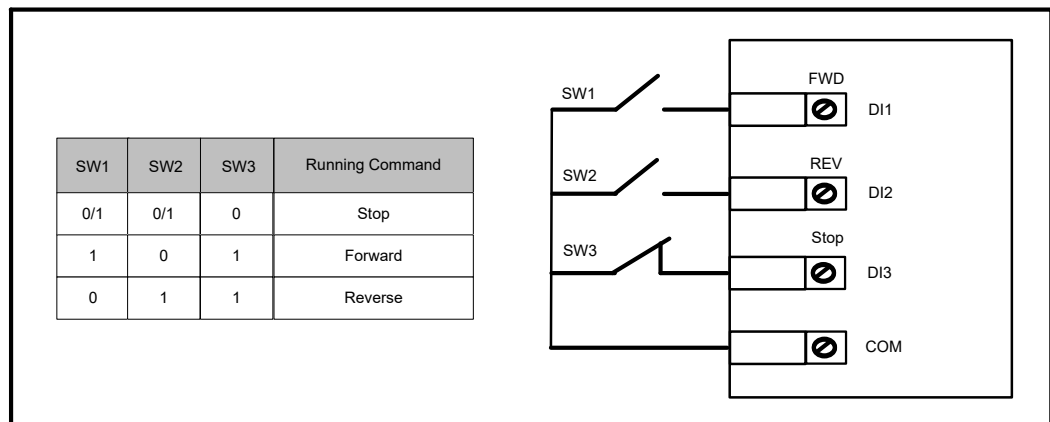 SW1 SW2 SW3 Running Command
0/1 0/1 0 Stop
1 0 1 Forward
0 1 1 Reverse
FWD
SW1 DI1
REV
SW2 DI2
Stop
SW3 DI3
COM